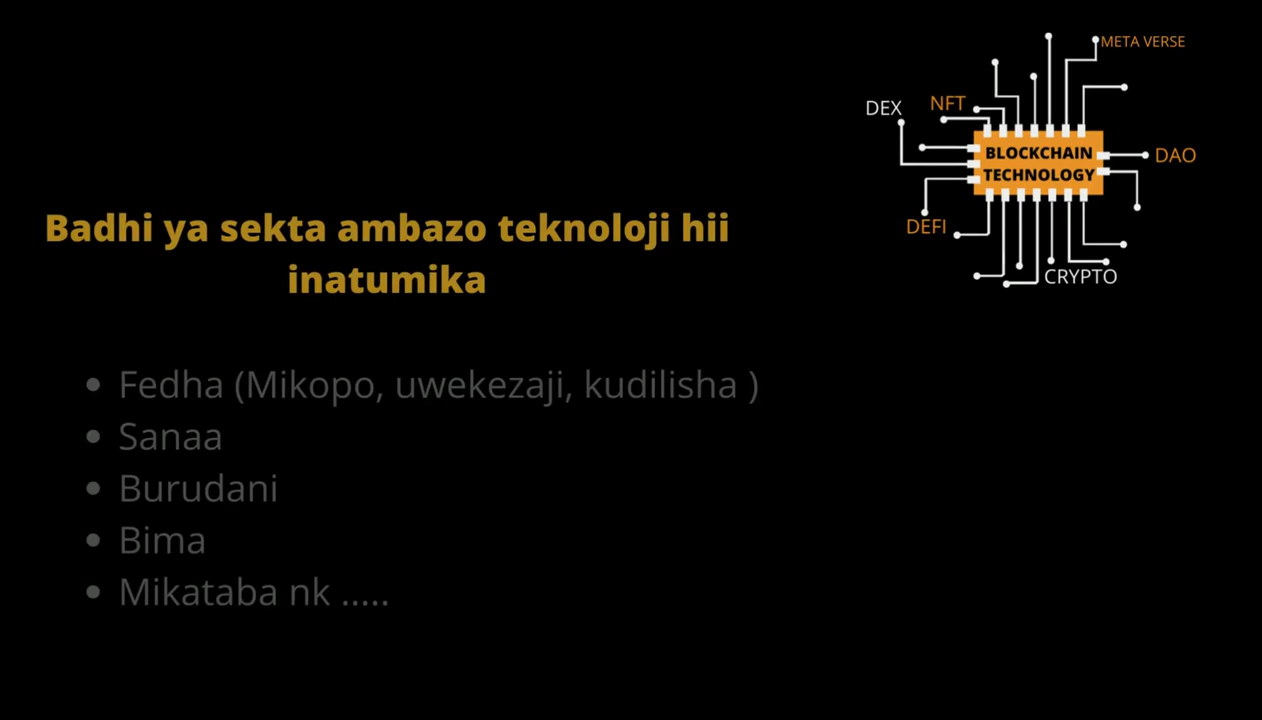 META VERSE
DEX
NFT
BLOCKCHAIN
TECHNOLOGY
DAO
DEFI
CRYPTO
Badhi ya sekta ambazo teknoloji hii
inatumika
• Fedha (Mikopo, uwekezaji, kudilisha )
• Sanaa
• Burudani
• Bima
• Mikataba nk .....